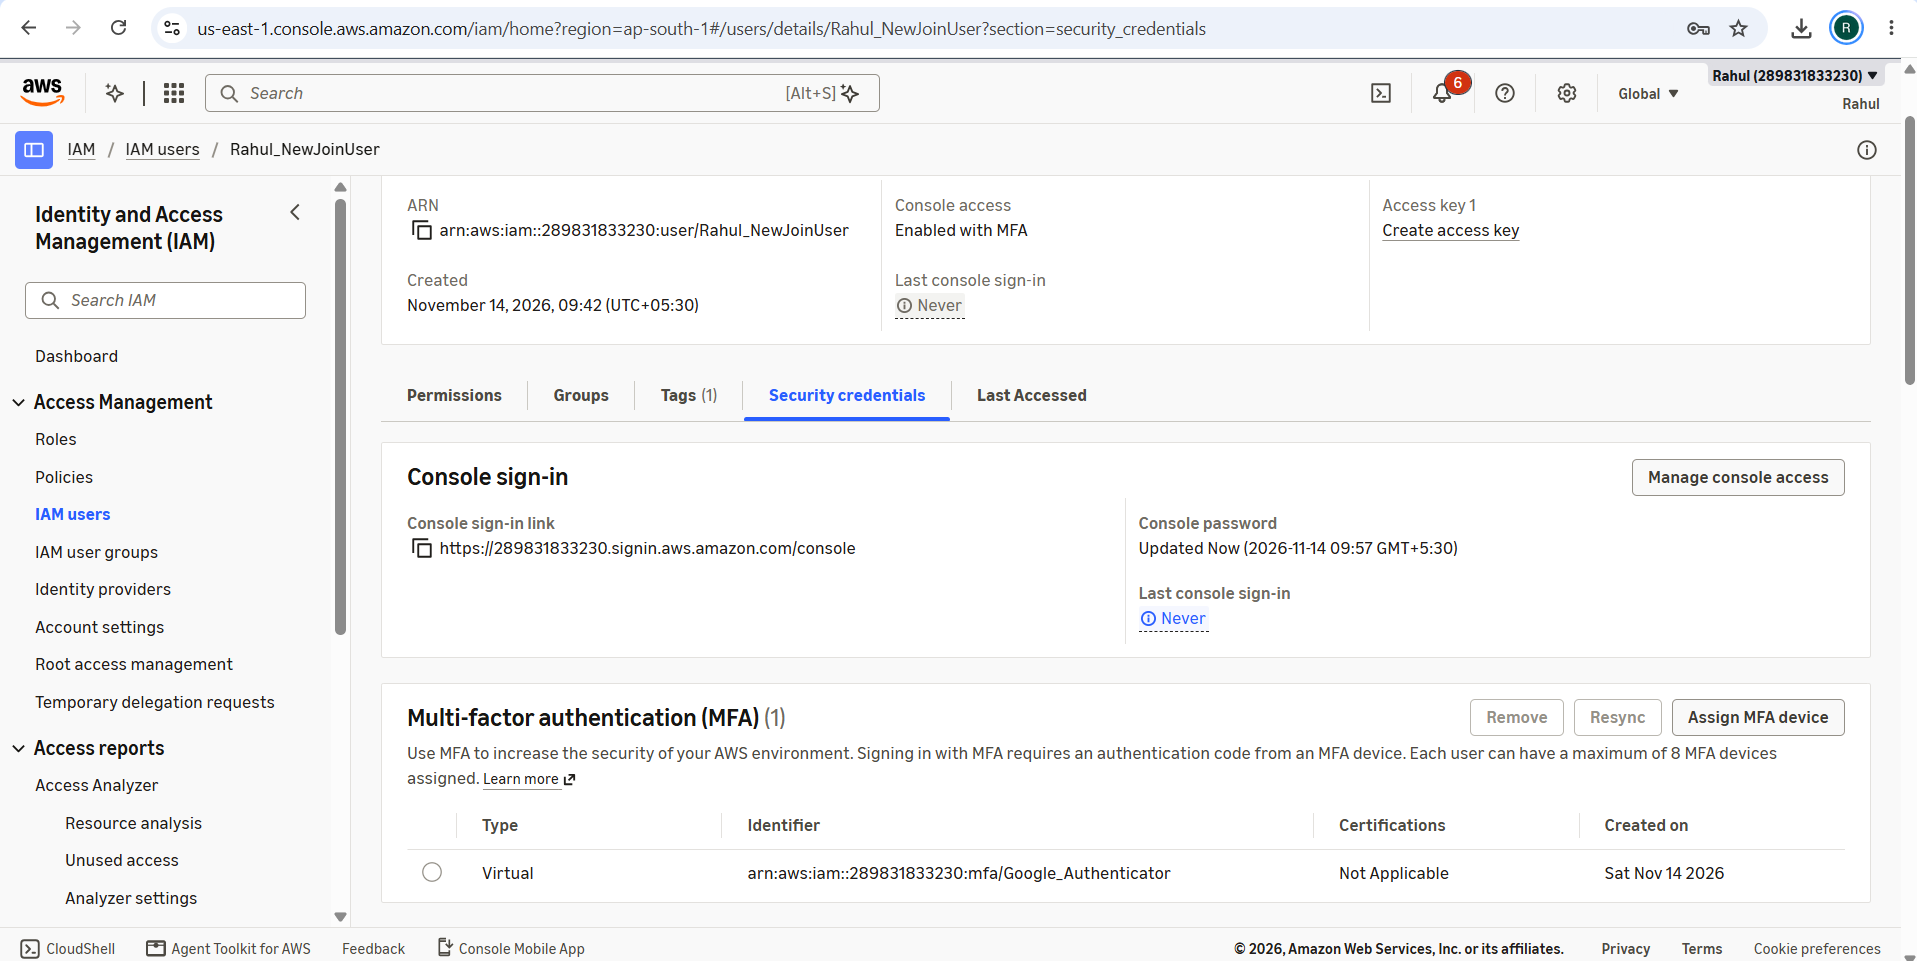 us-east-1.console.aws.amazon.com/iam/home?region=ap-south-1#/users/details/Rahul_NewJoinUser?section=security_credentials
R
aws
Search
[Alt+S]
6
Global
Rahul (289831833230)
Rahul
IAM / IAM users / Rahul_NewJoinUser
Identity and Access
Management (IAM)
Search IAM
Dashboard
Access Management
Roles
Policies
IAM users
IAM user groups
Identity providers
Account settings
Root access management
Temporary delegation requests
Access reports
Access Analyzer
Resource analysis
Unused access
Analyzer settings
ARN
arn:aws:iam::289831833230:user/Rahul_NewJoinUser
Created
November 14, 2026, 09:42 (UTC+05:30)
Console access
Enabled with MFA
Last console sign-in
Never
Access key 1
Create access key
Permissions
Groups
Tags (1)
Security credentials
Last Accessed
Console sign-in
Manage console access
Console sign-in link
https://289831833230.signin.aws.amazon.com/console
Console password
Updated Now (2026-11-14 09:57 GMT+5:30)
Last console sign-in
Never
Multi-factor authentication (MFA) (1)
Remove
Resync
Assign MFA device
Use MFA to increase the security of your AWS environment. Signing in with MFA requires an authentication code from an MFA device. Each user can have a maximum of 8 MFA devices
assigned. Learn more
Type
Identifier
Certifications
Created on
Virtual
arn:aws:iam::289831833230:mfa/Google_Authenticator
Not Applicable
Sat Nov 14 2026
CloudShell
Agent Toolkit for AWS
Feedback
Console Mobile App
© 2026, Amazon Web Services, Inc. or its affiliates.
Privacy
Terms
Cookie preferences